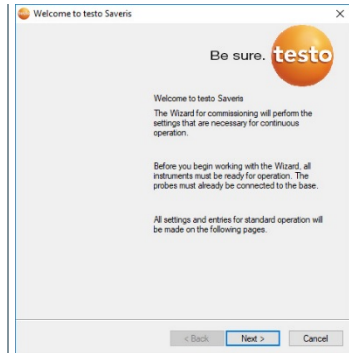 Welcome to testo Saveris
Be sure. testo
Welcome to testo Saveris
The Wizard for commissioning will perform the
settings that are necessary for continuous
operation.
Before you begin working with the Wizard, all
instruments must be ready for operation. The
probes must already be connected to the base.
All settings and entries for standard operation will
be made on the following pages.
< Back Next > Cancel